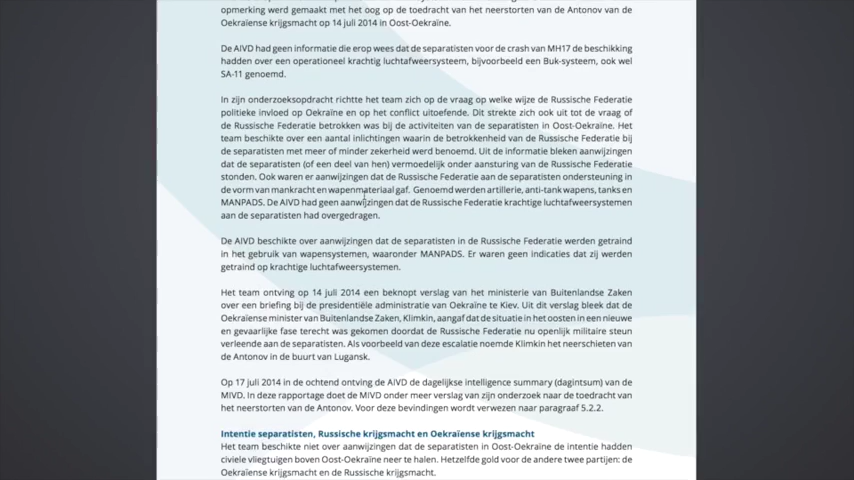 opmerking werd gemaakt met het oog op de toedracht van het neerstorten van de Antonov van de
Oekraïense krijgsmacht op 14 juli 2014 in Oost-Oekraïne.
De AIVD had geen informatie die erop wees dat de separatisten voor de crash van MH17 de beschikking
hadden over een operationeel krachtig luchtafweersysteem, bijvoorbeeld een Buk-systeem, ook wel
SA-11 genoemd.
In zijn onderzoeksopdracht richtte het team zich op de vraag op welke wijze de Russische Federatie
politieke invloed op Oekraïne en op het conflict uitoefende. Dit strekte zich ook uit tot de vraag of
de Russische Federatie betrokken was bij de activiteiten van de separatisten in Oost-Oekraïne. Het
team beschikte over een aantal inlichtingen waarin de betrokkenheid van de Russische Federatie bij
de separatisten met meer of minder zekerheid werd benoemd. Uit de informatie bleken aanwijzingen
dat de separatisten (of een deel van hen) vermoedelijk onder aansturing van de Russische Federatie
stonden. Ook waren er aanwijzingen dat de Russische Federatie aan de separatisten ondersteuning in
de vorm van mankracht en wapenmateriaal gaf. Genoemd werden artillerie, anti-tank wapens, tanks en
MANPADS. De AIVD had geen aanwijzingen dat de Russische Federatie krachtige luchtafweersystemen
aan de separatisten had overgedragen.
De AIVD beschikte over aanwijzingen dat de separatisten in de Russische Federatie werden getraind
in het gebruik van wapensystemen, waaronder MANPADS. Er waren geen indicaties dat zij werden
getraind op krachtige luchtafweersystemen.
Het team ontving op 14 juli 2014 een beknopt verslag van het ministerie van Buitenlandse Zaken
over een briefing bij de presidentiële administratie van Oekraïne te Kiev. Uit dit verslag bleek dat de
Oekraïense minister van Buitenlandse Zaken, Klimkin, aangaf dat de situatie in het oosten in een nieuwe
en gevaarlijke fase terecht was gekomen doordat de Russische Federatie nu openlijk militaire steun
verleende aan de separatisten. Als voorbeeld van deze escalatie noemde Klimkin het neerschieten van
de Antonov in de buurt van Lugansk.
Op 17 juli 2014 in de ochtend ontving de AIVD de dagelijkse intelligence summary (dagintsum) van de
MIVD. In deze rapportage doet de MIVD onder meer verslag van zijn onderzoek naar de toedracht van
het neerstorten van de Antonov. Voor deze bevindingen wordt verwezen naar paragraaf 5.2.2.
Intentie separatisten, Russische krijgsmacht en Oekraïense krijgsmacht
Het team beschikte niet over aanwijzingen dat de separatisten in Oost-Oekraïne de intentie hadden
civiele vliegtuigen boven Oost-Oekraïne neer te halen. Hetzelfde gold voor de andere twee partijen: de
Oekraïense krijgsmacht en de Russische krijgsmacht.